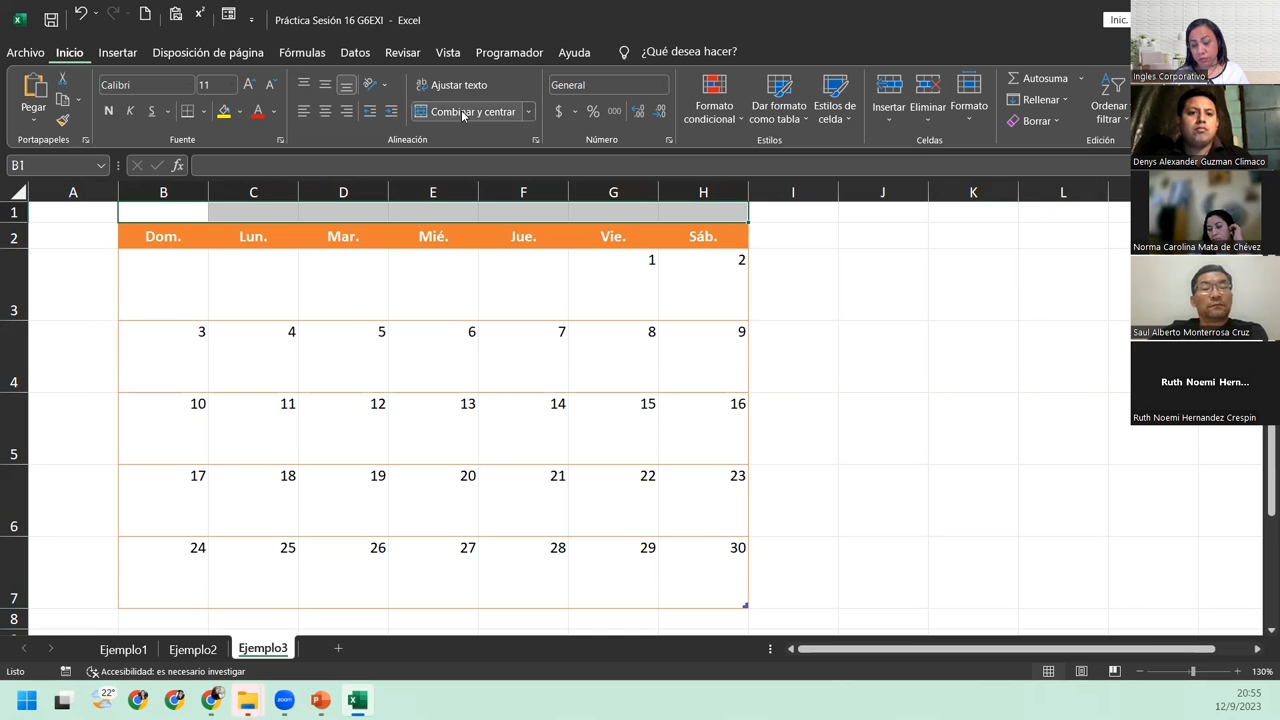 Práctica Sesión 16 G6EXI - Excel
Inic.
Archivo Inicio Insertar Disposición de página Fórmulas Datos Revisar Programador Ayuda ¿Qué desea hacer?
Pegar
Portapapeles
Calibri 11
N K S
Fuente
Ajustar
Combinar y cen
Alineación
General
$ % 000
Número
Formato condicional
Dar formato como tabla
Estilos de celda
Estilos
Insertar
Eliminar
Formato
Celdas
Autosuma
Rellenar
Borrar
Ordenar filtrar
Edición
B1
fx
A B C D E F G H I J K L
1
2 Dom. Lun. Mar. Mié. Jue. Vie. Sáb.
1 2
3
3 4 5 6 7 8 9
4
10 11 12 13 14 15 16
5
17 18 19 20 21 22 23
6
24 25 26 27 28 29 30
7
8
Ejemplo1 Ejemplo2 Ejemplo3
Listo
Accesibilidad: es necesario investigar
130%
22°
zoom
20:55
12/9/2023
Ingles Corporativo
Denys Alexander Guzman Climaco
Norma Carolina Mata de Chévez
Saul Alberto Monterrosa Cruz
Ruth Noemi Hern...
Ruth Noemi Hernandez Crespin